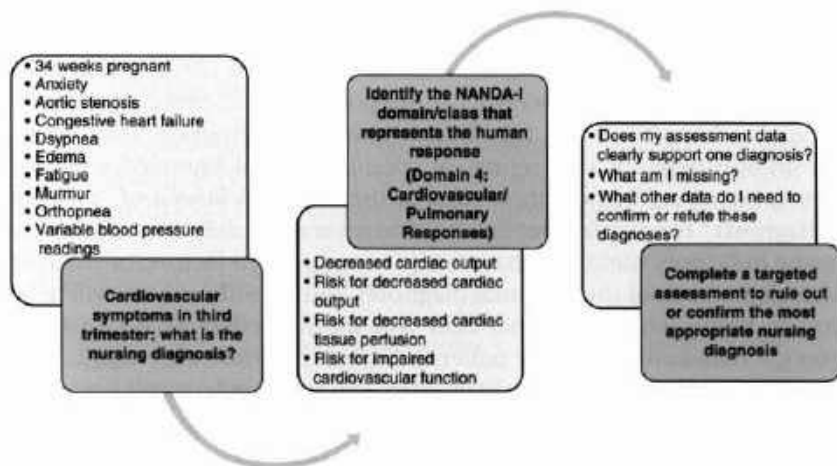 • 34 weeks pregnant
• Anxiety
• Aortic stenosis
• Congestive heart failure
• Dsypnea
• Edema
• Fatigue
• Murmur
• Orthopnea
• Variable blood pressure
readings
Cardiovascular
symptoms in third
trimester: what is the
nursing diagnosis?
Identify the NANDA-I
domain/class that
represents the human
response
(Domain 4:
Cardiovascular/
Pulmonary
Responses)
• Decreased cardiac output
• Risk for decreased cardiac
output
• Risk for decreased cardiac
tissue perfusion
• Risk for impaired
cardiovascular function
• Does my assessment data
clearly support one diagnosis?
• What am I missing?
• What other data do I need to
confirm or refute these
diagnoses?
Complete a targeted
assessment to rule out
or confirm the most
appropriate nursing
diagnosis